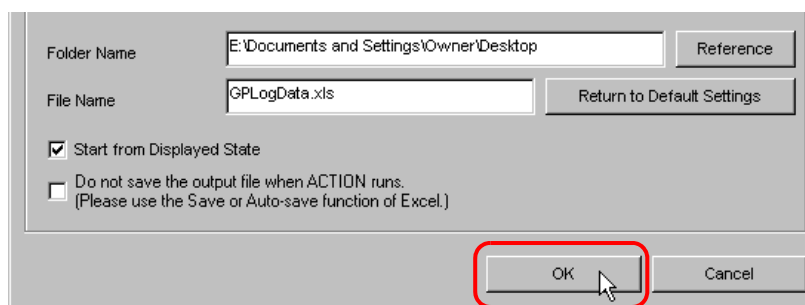 Folder Name
E:\Documents and Settings\Owner\Desktop
Reference
File Name
GPLogData.xls
Return to Default Settings
Start from Displayed State
Do not save the output file when ACTION runs.
(Please use the Save or Auto-save function of Excel.)
OK
Cancel